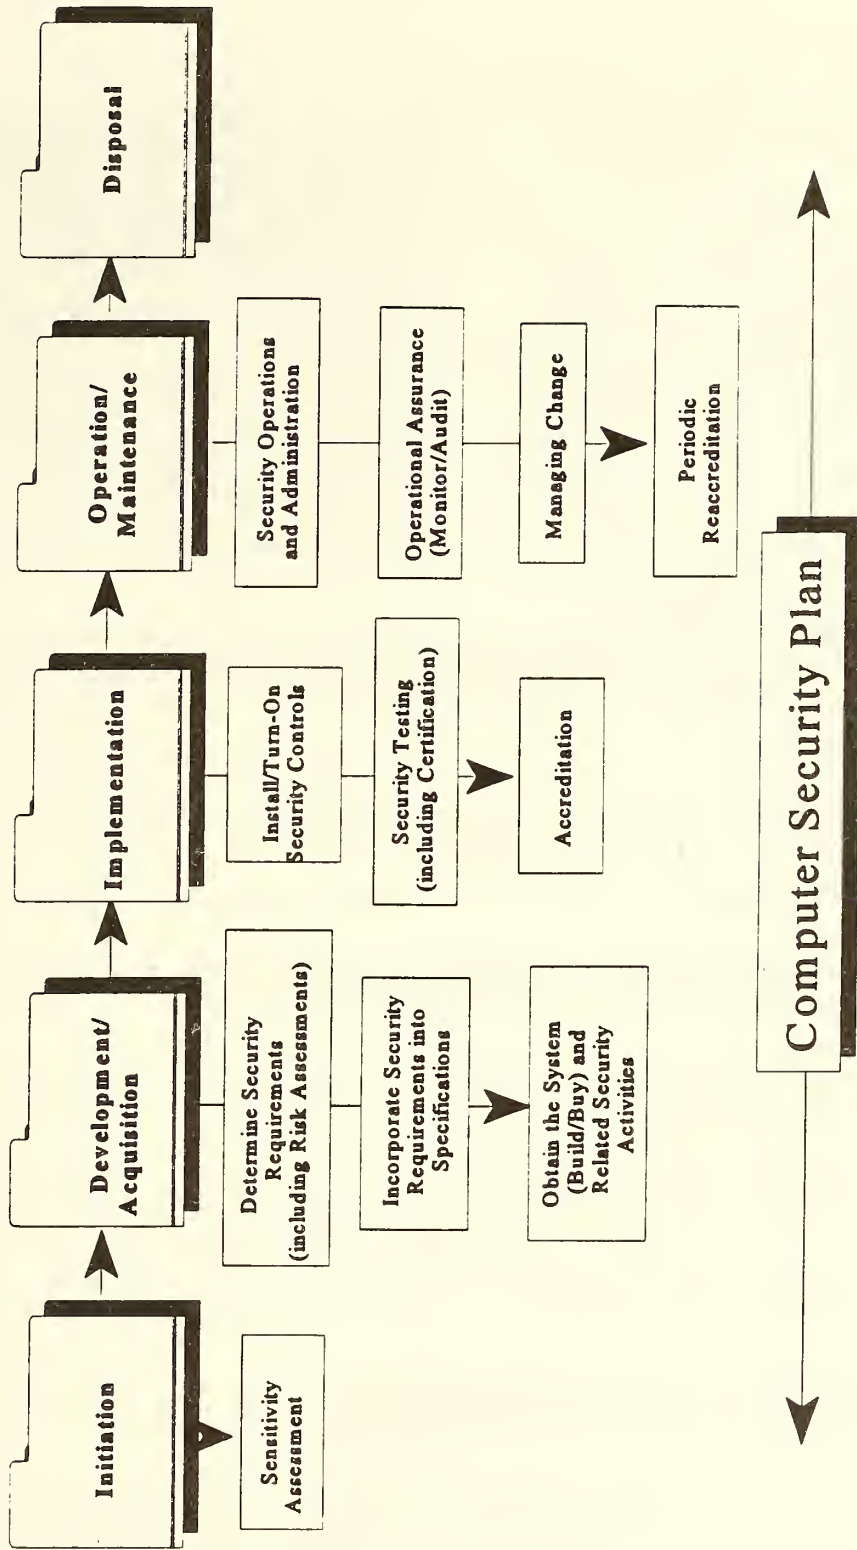 Initiation
Sensitivity
Assessment
Development/
Acquisition
Determine Security
Requirements
(including Risk Assessments)
Incorporate Security
Requirements into
Specifications
Obtain the System
(Build/Buy) and
Related Security
Activities
Implementation
Install/Turn-On
Security Controls
Security Testing
(including Certification)
Accreditation
Operation/
Maintenance
Security Operations
and Administration
Operational Assurance
(Monitor/Audit)
Managing Change
Periodic
Reaccreditation
Disposal
Computer Security Plan